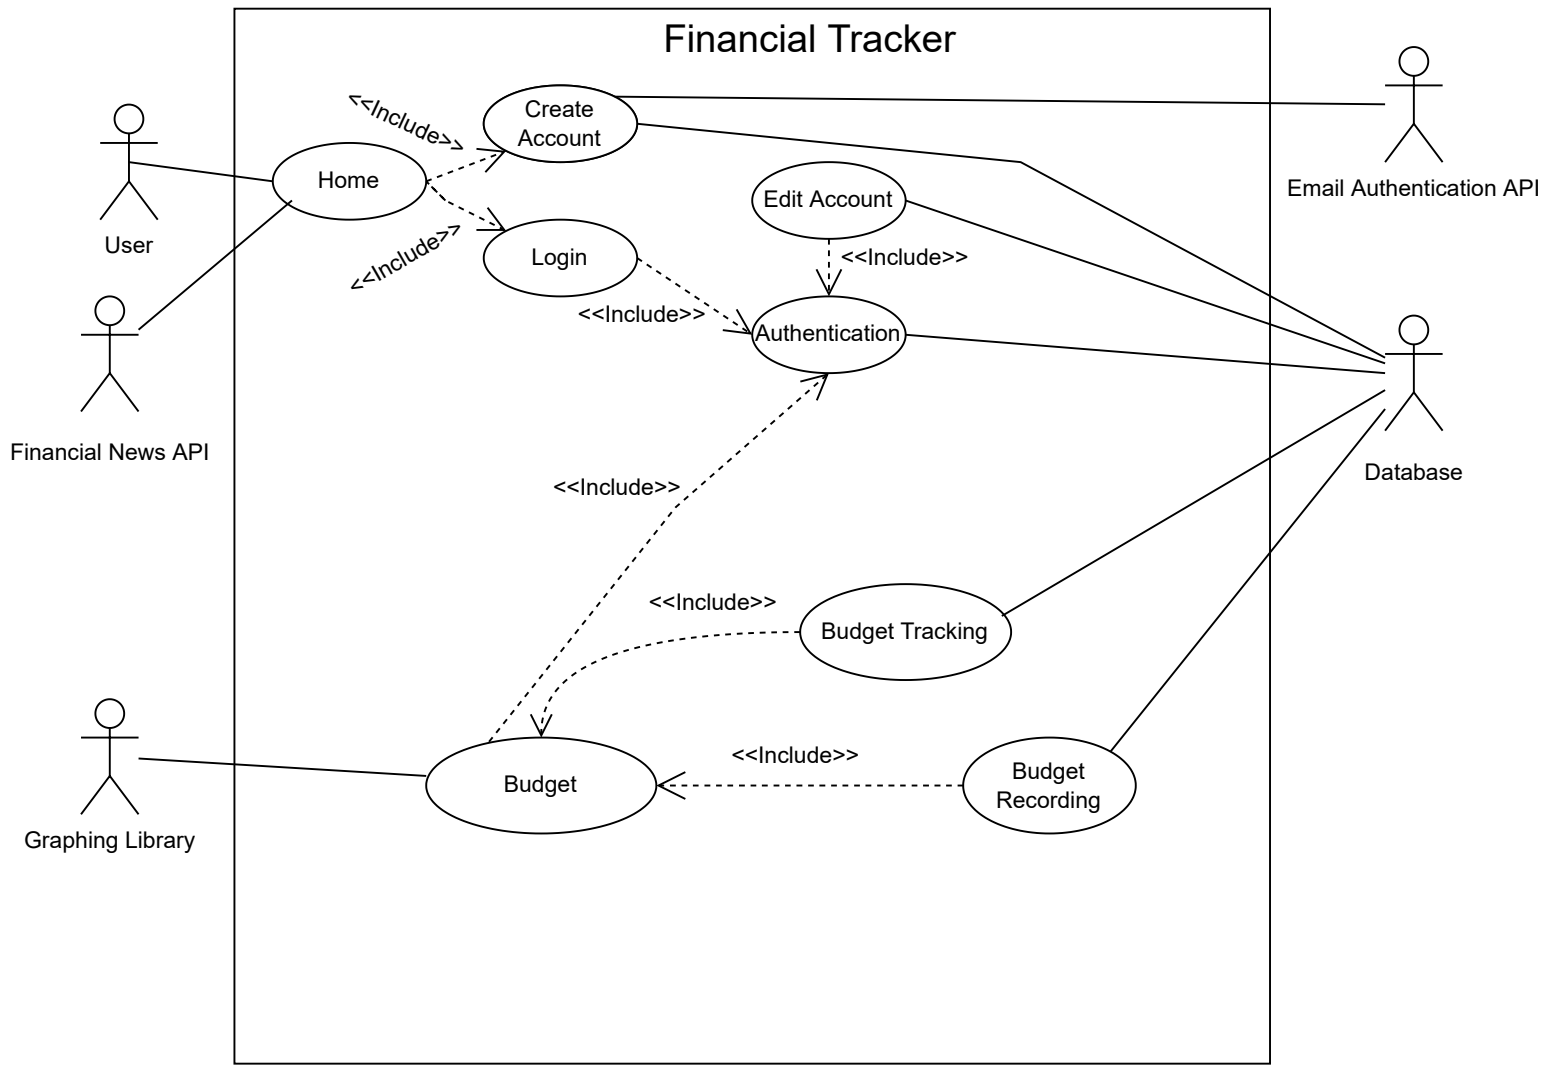 Financial Tracker
<<Include>>
Create
Account
Home
Edit Account
Email Authentication API
User
<<Include>>
Login
<<Include>>
<<Include>>
Authentication
Financial News API
Database
<<Include>>
<<Include>>
Budget Tracking
<<Include>>
Budget
Budget
Recording
Graphing Library